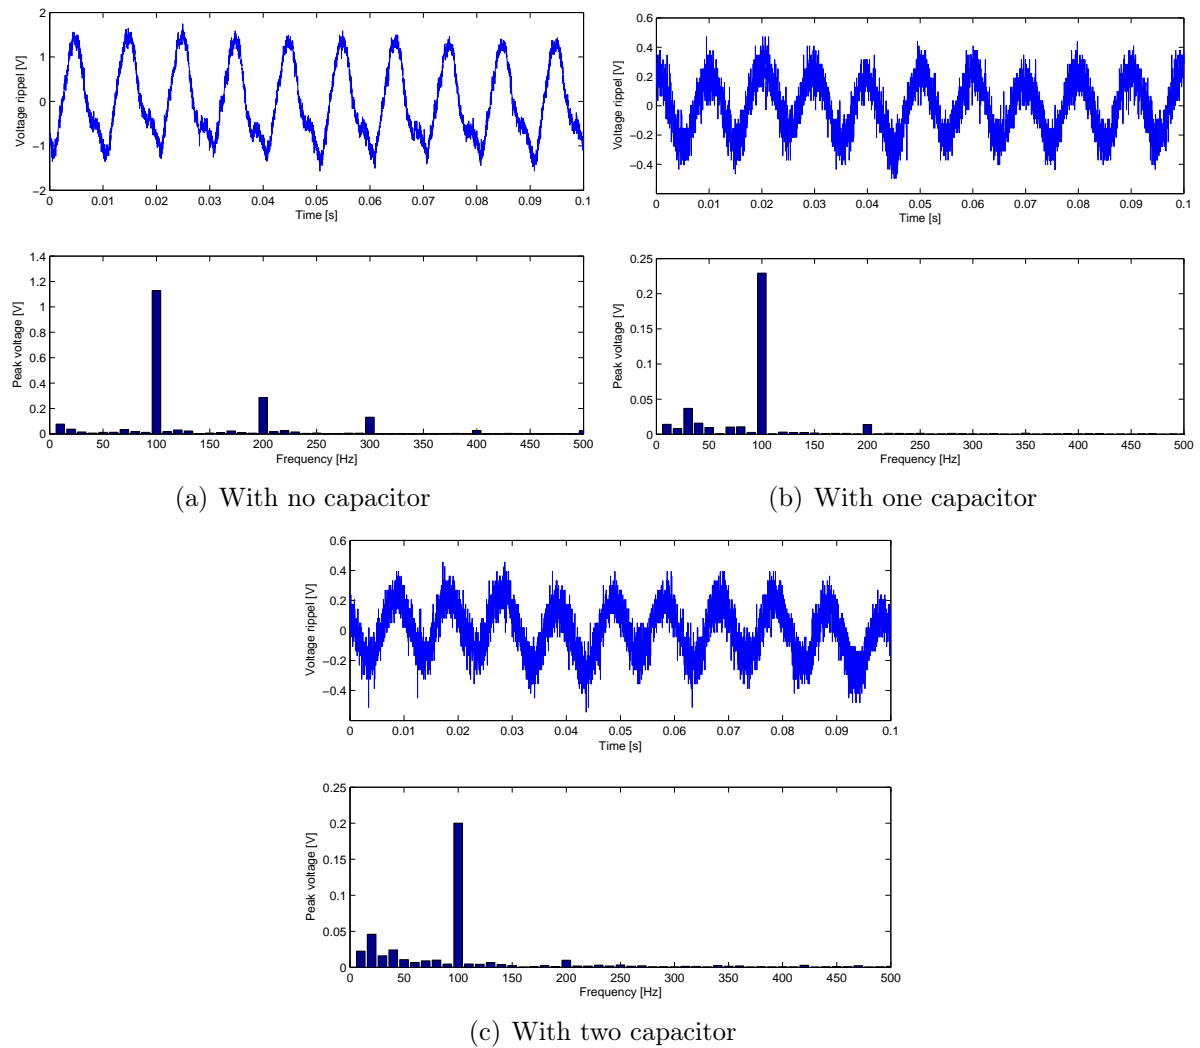 2
1
0
−1
−2
Voltage rippel [V]
0 0.01 0.02 0.03 0.04 0.05 0.06 0.07 0.08 0.09 0.1
Time [s]
1.4
1.2
1
0.8
0.6
0.4
0.2
0
Peak voltage [V]
0 50 100 150 200 250 300 350 400 450 500
Frequency [Hz]
(a) With no capacitor
0.6
0.4
0.2
0
−0.2
−0.4
Voltage rippel [V]
0 0.01 0.02 0.03 0.04 0.05 0.06 0.07 0.08 0.09 0.1
Time [s]
0.25
0.2
0.15
0.1
0.05
0
Peak voltage [V]
0 50 100 150 200 250 300 350 400 450 500
Frequency [Hz]
(b) With one capacitor
0.6
0.4
0.2
0
−0.2
−0.4
Voltage rippel [V]
0 0.01 0.02 0.03 0.04 0.05 0.06 0.07 0.08 0.09 0.1
Time [s]
0.25
0.2
0.15
0.1
0.05
0
Peak voltage [V]
0 50 100 150 200 250 300 350 400 450 500
Frequency [Hz]
(c) With two capacitor